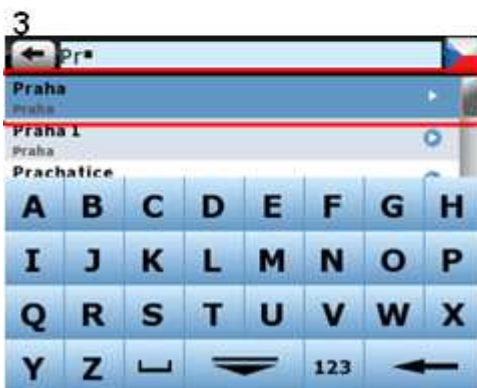 3
Pr
Praha
Praha
Praha 1
Praha
Prachatice
A B C D E F G H
I J K L M N O P
Q R S T U V W X
Y Z 123